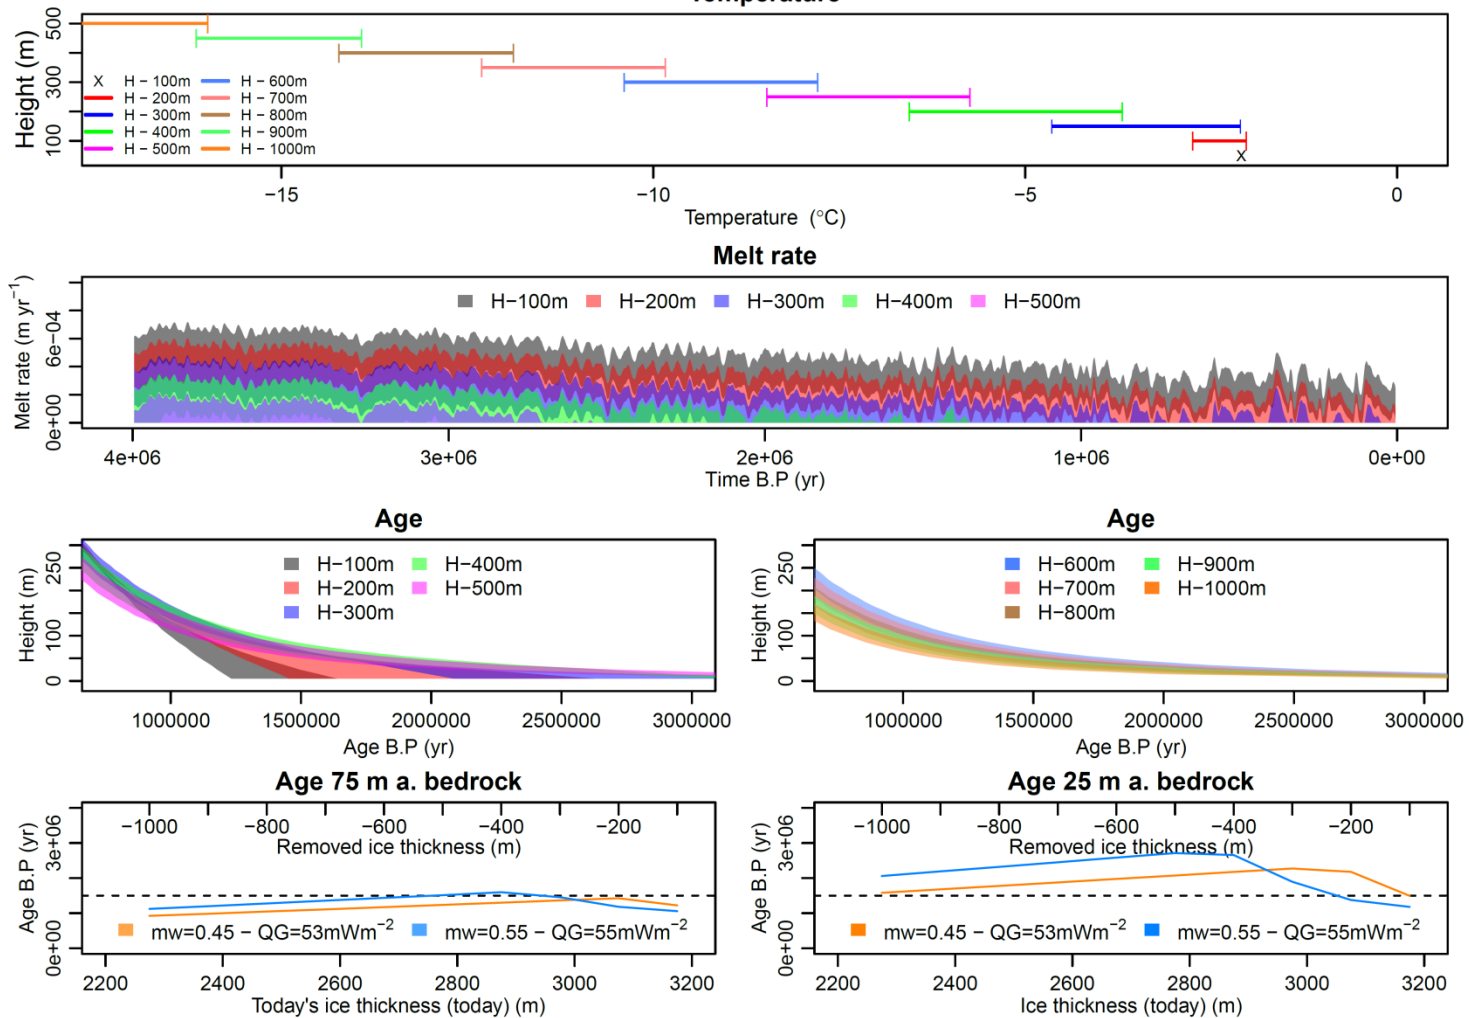 Temperature
Height (m)
500
300
100
x H − 100m H − 600m
H − 200m H − 700m
H − 300m H − 800m
H − 400m H − 900m
H − 500m H − 1000m
x
−15 −10 −5 0
Temperature (°C)
Melt rate
Melt rate (m yr⁻¹)
6e−04
0e+00
H−100m H−200m H−300m H−400m H−500m
4e+06 3e+06 2e+06 1e+06 0e+00
Time B.P (yr)
Age
Height (m)
250
100
0
H−100m H−400m
H−200m H−500m
H−300m
1000000 1500000 2000000 2500000 3000000
Age B.P (yr)
Age
Height (m)
250
100
0
H−600m H−900m
H−700m H−1000m
H−800m
1000000 1500000 2000000 2500000 3000000
Age B.P (yr)
Age 75 m a. bedrock
Age B.P (yr)
3e+06
0e+00
−1000 −800 −600 −400 −200
Removed ice thickness (m)
mw=0.45 − QG=53mWm⁻² mw=0.55 − QG=55mWm⁻²
2200 2400 2600 2800 3000 3200
Today's ice thickness (today) (m)
Age 25 m a. bedrock
Age B.P (yr)
3e+06
0e+00
−1000 −800 −600 −400 −200
Removed ice thickness (m)
mw=0.45 − QG=53mWm⁻² mw=0.55 − QG=55mWm⁻²
2200 2400 2600 2800 3000 3200
Ice thickness (today) (m)